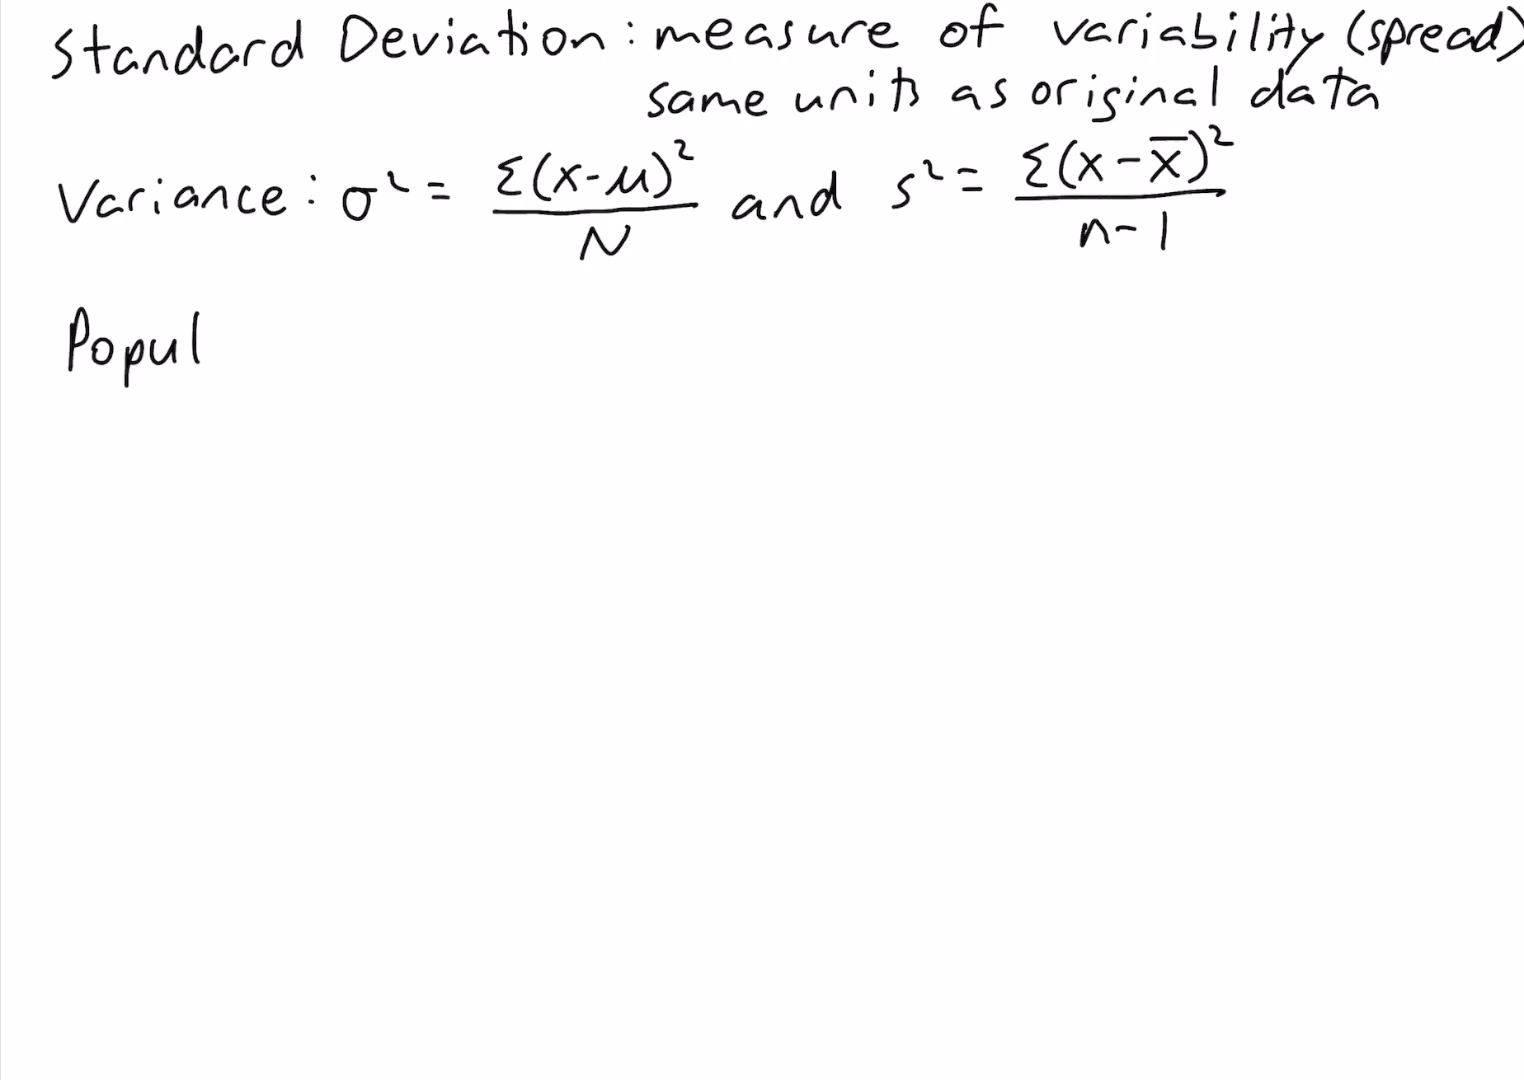 Standard Deviation: measure of variability (spread)
same units as original data
Variance: σ² = Σ(x-μ)²/N and s² = Σ(x-x̅)²/n-1
Popul